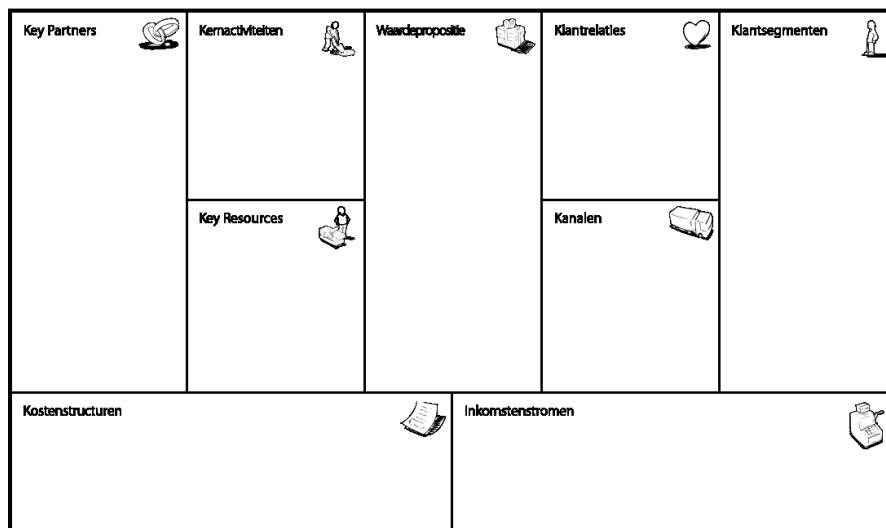 Key Partners
Kernactiviteiten
Waardepropositie
Klantrelaties
Klantsegmenten
Key Resources
Kanalen
Kostenstructuren
Inkomstenstromen